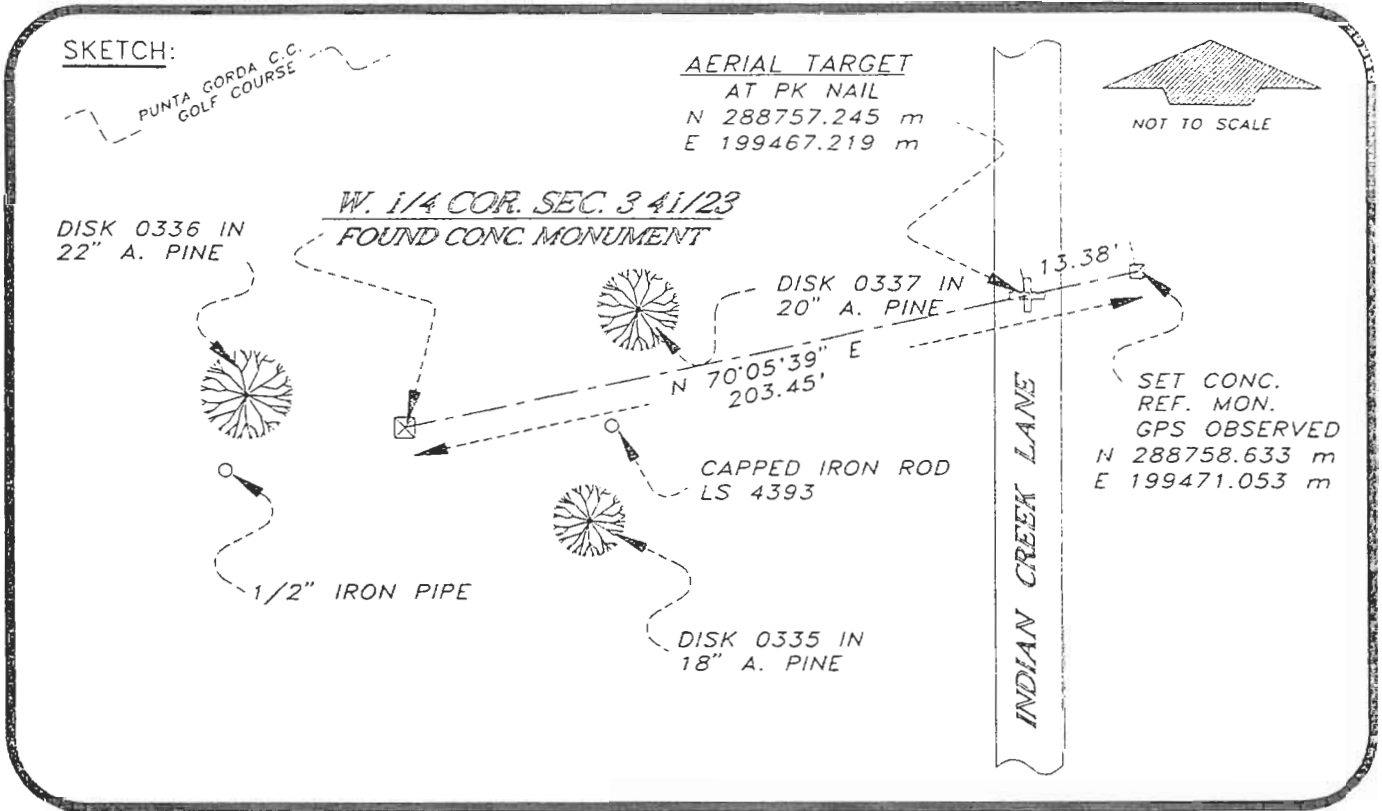 SKETCH:
PUNTA GORDA C.C.
GOLF COURSE
AERIAL TARGET
AT PK NAIL
N 288757.245 m
E 199467.219 m
NOT TO SCALE
W. 1/4 COR. SEC. 3 41/23
FOUND CONC. MONUMENT
DISK 0336 IN
22" A. PINE
DISK 0337 IN
20" A. PINE
13.38'
N 70°05'39" E
203.45'
SET CONC.
REF. MON.
GPS OBSERVED
N 288758.633 m
E 199471.053 m
CAPPED IRON ROD
LS 4393
INDIAN CREEK LANE
1/2" IRON PIPE
DISK 0335 IN
18" A. PINE